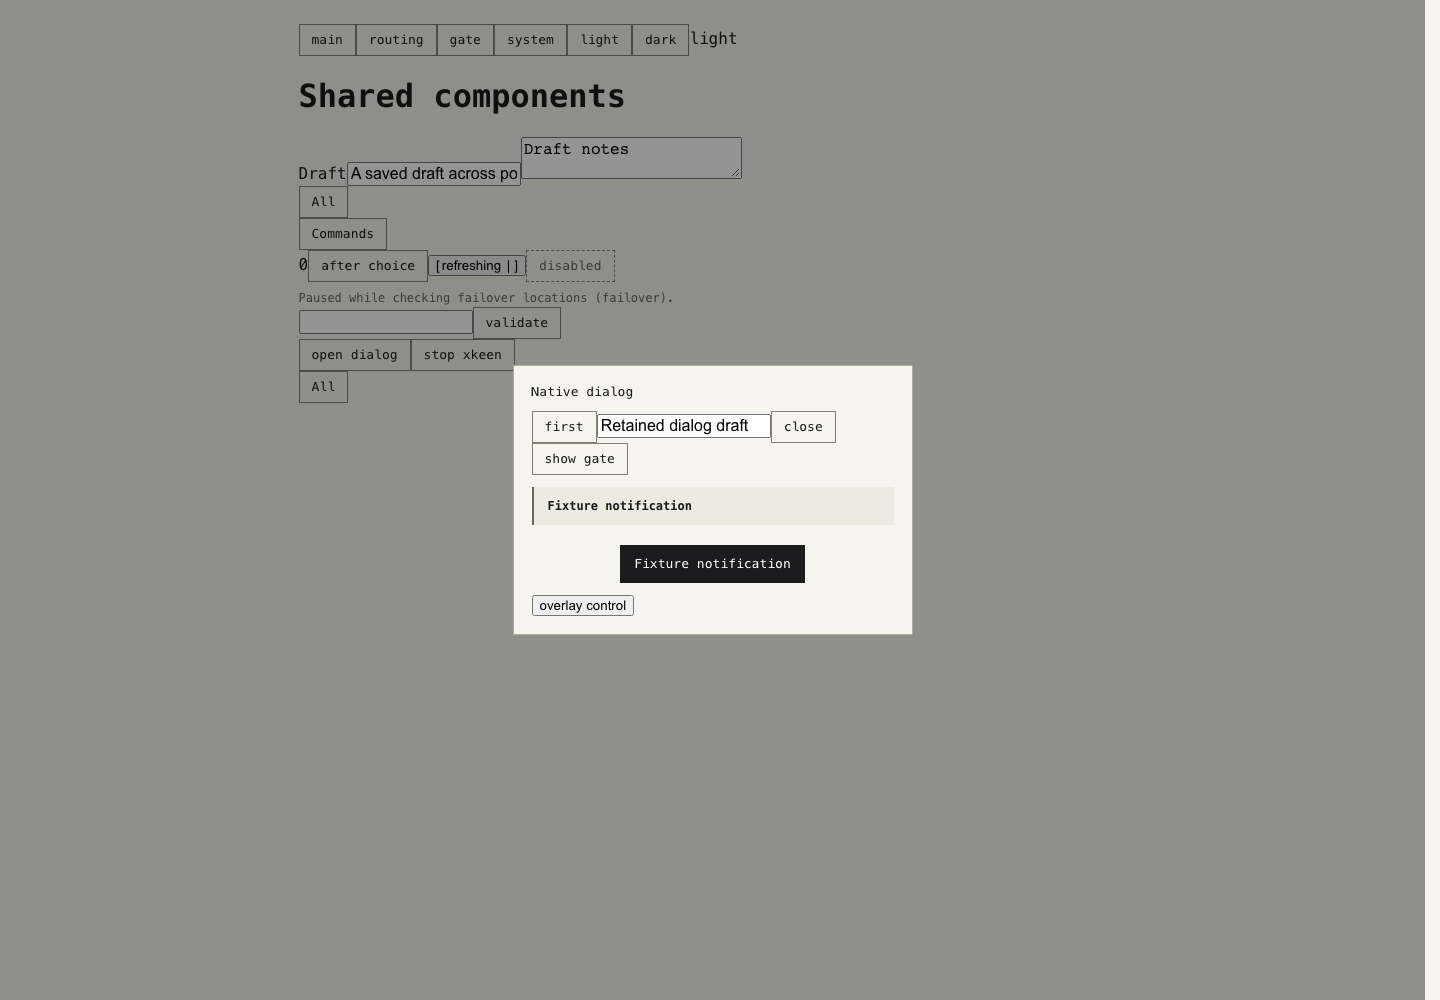 main routing gate system light dark light
Shared components
Draft A saved draft across po Draft notes
All
Commands
0 after choice [refreshing |] disabled
Paused while checking failover locations (failover).
validate
open dialog stop xkeen
All
Native dialog
first Retained dialog draft close
show gate
Fixture notification
Fixture notification
overlay control